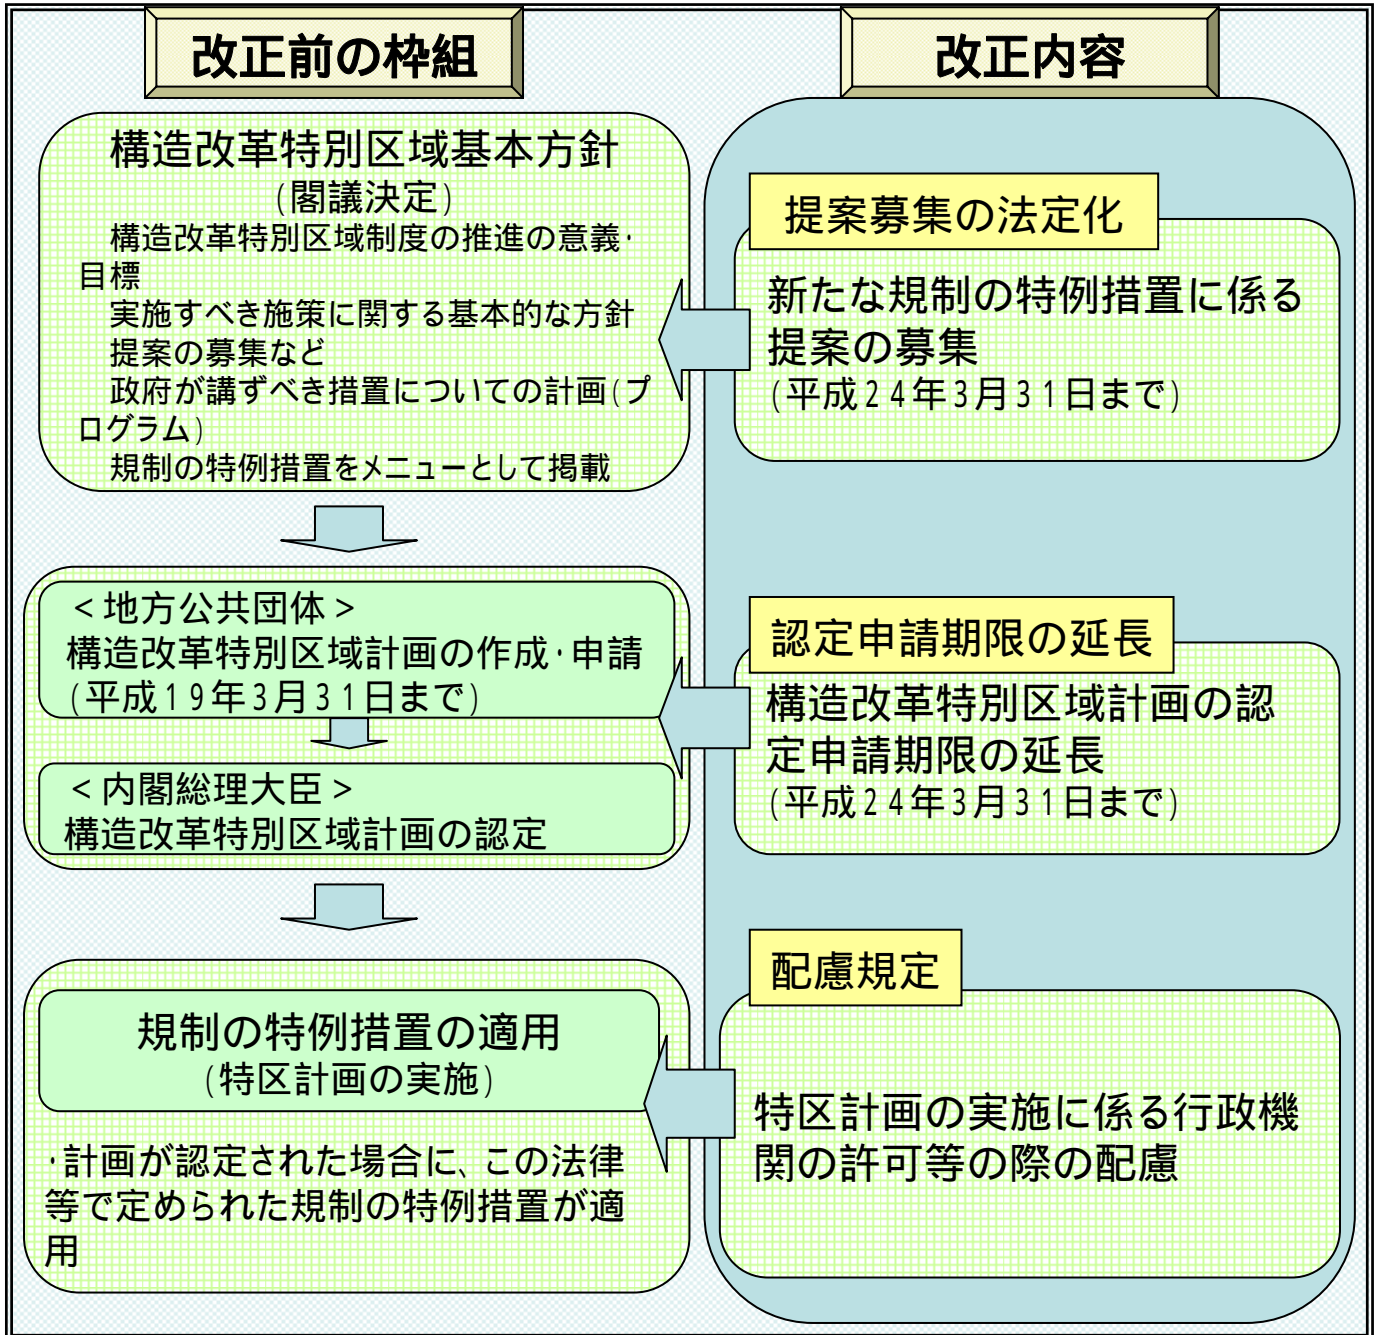 改正前の枠組
構造改革特別区域基本方針
(閣議決定)
構造改革特別区域制度の推進の意義・
目標
実施すべき施策に関する基本的な方針
提案の募集など
政府が講ずべき措置についての計画(プ
ログラム)
規制の特例措置をメニューとして掲載
<地方公共団体>
構造改革特別区域計画の作成・申請
(平成19年3月31日まで)
<内閣総理大臣>
構造改革特別区域計画の認定
規制の特例措置の適用
(特区計画の実施)
・計画が認定された場合に、この法律
等で定められた規制の特例措置が適
用
改正内容
提案募集の法定化
新たな規制の特例措置に係る
提案の募集
(平成24年3月31日まで)
認定申請期限の延長
構造改革特別区域計画の認
定申請期限の延長
(平成24年3月31日まで)
配慮規定
特区計画の実施に係る行政機
関の許可等の際の配慮